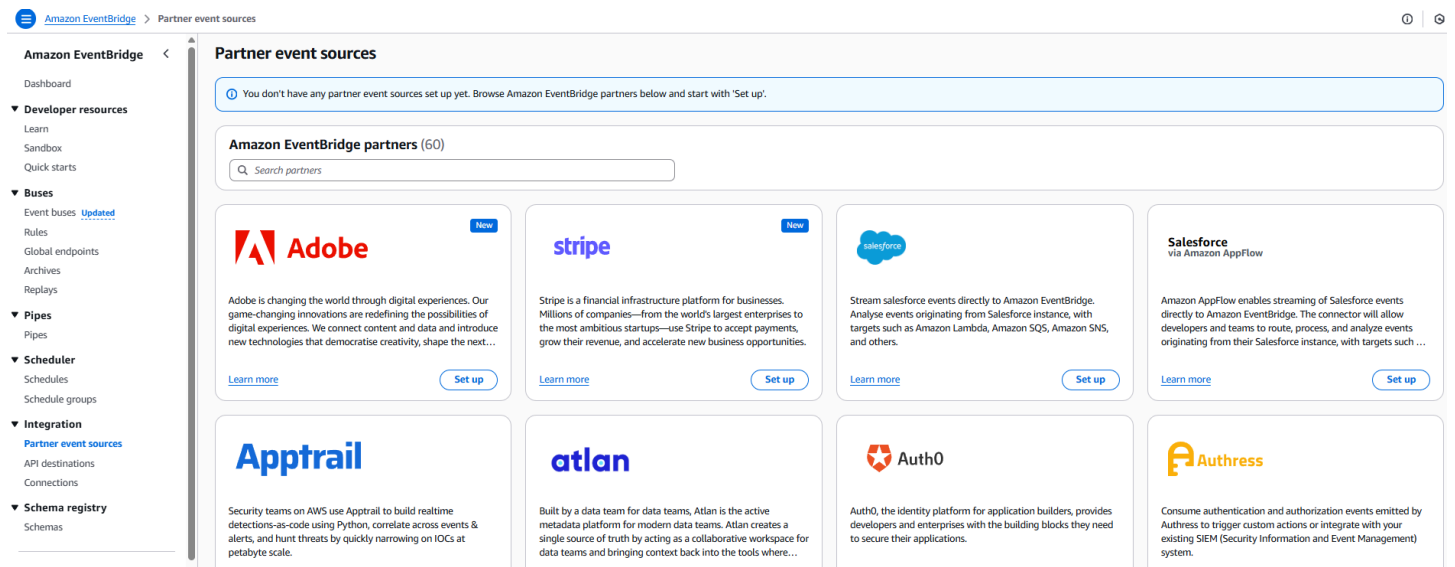 Amazon EventBridge > Partner event sources
Amazon EventBridge
Dashboard
Developer resources
Learn
Sandbox
Quick starts
Buses
Event buses Updated
Rules
Global endpoints
Archives
Replays
Pipes
Pipes
Scheduler
Schedules
Schedule groups
Integration
Partner event sources
API destinations
Connections
Schema registry
Schemas
Partner event sources
You don't have any partner event sources set up yet. Browse Amazon EventBridge partners below and start with 'Set up'.
Amazon EventBridge partners (60)
Search partners
New
Adobe
Adobe is changing the world through digital experiences. Our
game-changing innovations are redefining the possibilities of
digital experiences. We connect content and data and introduce
new technologies that democratise creativity, shape the next…
Learn more
Set up
New
stripe
Stripe is a financial infrastructure platform for businesses.
Millions of companies—from the world's largest enterprises to
the most ambitious startups—use Stripe to accept payments,
grow their revenue, and accelerate new business opportunities.
Learn more
Set up
salesforce
Stream salesforce events directly to Amazon EventBridge.
Analyse events originating from Salesforce instance, with
targets such as Amazon Lambda, Amazon SQS, Amazon SNS,
and others.
Learn more
Set up
Salesforce
via Amazon AppFlow
Amazon AppFlow enables streaming of Salesforce events
directly to Amazon EventBridge. The connector will allow
developers and teams to route, process, and analyze events
originating from their Salesforce instance, with targets such …
Learn more
Set up
Apptrail
Security teams on AWS use Apptrail to build realtime
detections-as-code using Python, correlate across events &
alerts, and hunt threats by quickly narrowing on IOCs at
petabyte scale.
atlan
Built by a data team for data teams, Atlan is the active
metadata platform for modern data teams. Atlan creates a
single source of truth by acting as a collaborative workspace for
data teams and bringing context back into the tools where…
Auth0
Auth0, the identity platform for application builders, provides
developers and enterprises with the building blocks they need
to secure their applications.
Authress
Consume authentication and authorization events emitted by
Authress to trigger custom actions or integrate with your
existing SIEM (Security Information and Event Management)
system.